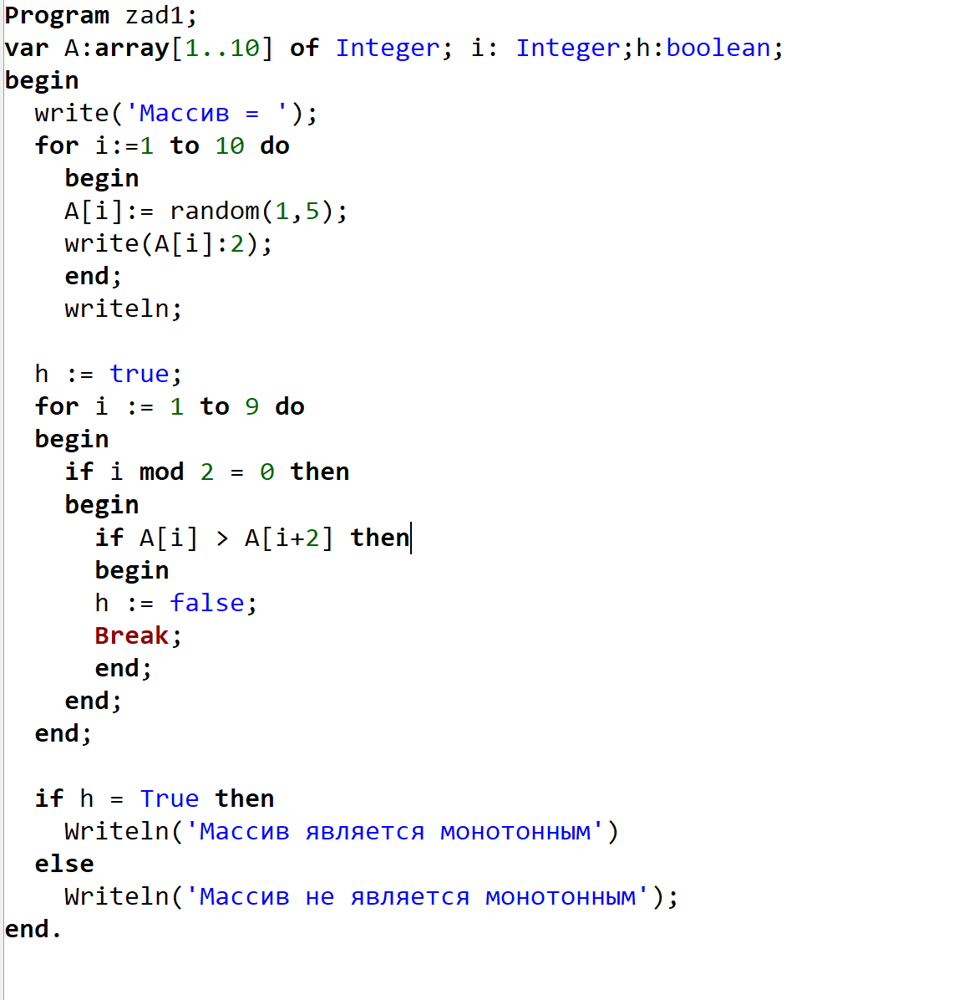 Program zad1;
var A:array[1..10] of Integer; i: Integer;h:boolean;
begin
  write('Массив = ');
  for i:=1 to 10 do
    begin
    A[i]:= random(1,5);
    write(A[i]:2);
    end;
    writeln;

  h := true;
  for i := 1 to 9 do
  begin
    if i mod 2 = 0 then
    begin
      if A[i] > A[i+2] then
      begin
      h := false;
      Break;
      end;
    end;
  end;

  if h = True then
    Writeln('Массив является монотонным')
  else
    Writeln('Массив не является монотонным');
end.